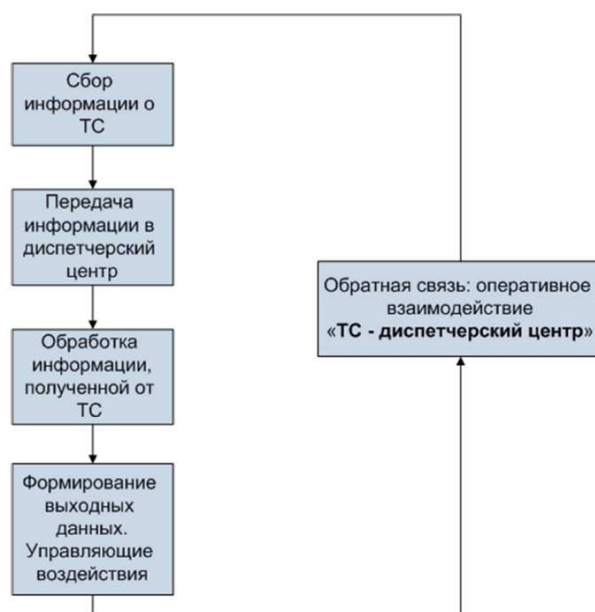 Сбор
информации о
ТС
Передача
информации в
диспетчерский
центр
Обработка
информации,
полученной от
ТС
Формирование
выходных
данных.
Управляющие
воздействия
Обратная связь: оперативное
взаимодействие
«ТС - диспетчерский центр»